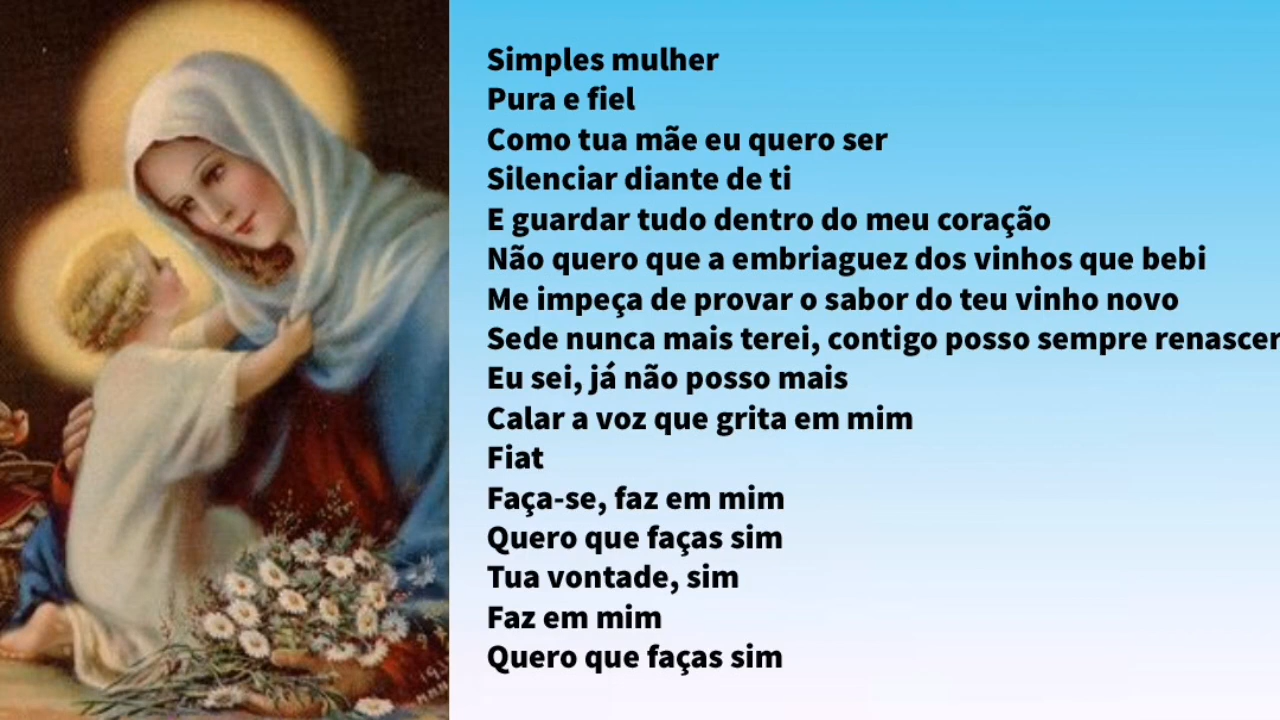 Simples mulher
Pura e fiel
Como tua mãe eu quero ser
Silenciar diante de ti
E guardar tudo dentro do meu coração
Não quero que a embriaguez dos vinhos que bebi
Me impeça de provar o sabor do teu vinho novo
Sede nunca mais terei, contigo posso sempre renascer
Eu sei, já não posso mais
Calar a voz que grita em mim
Fiat
Faça-se, faz em mim
Quero que faças sim
Tua vontade, sim
Faz em mim
Quero que faças sim